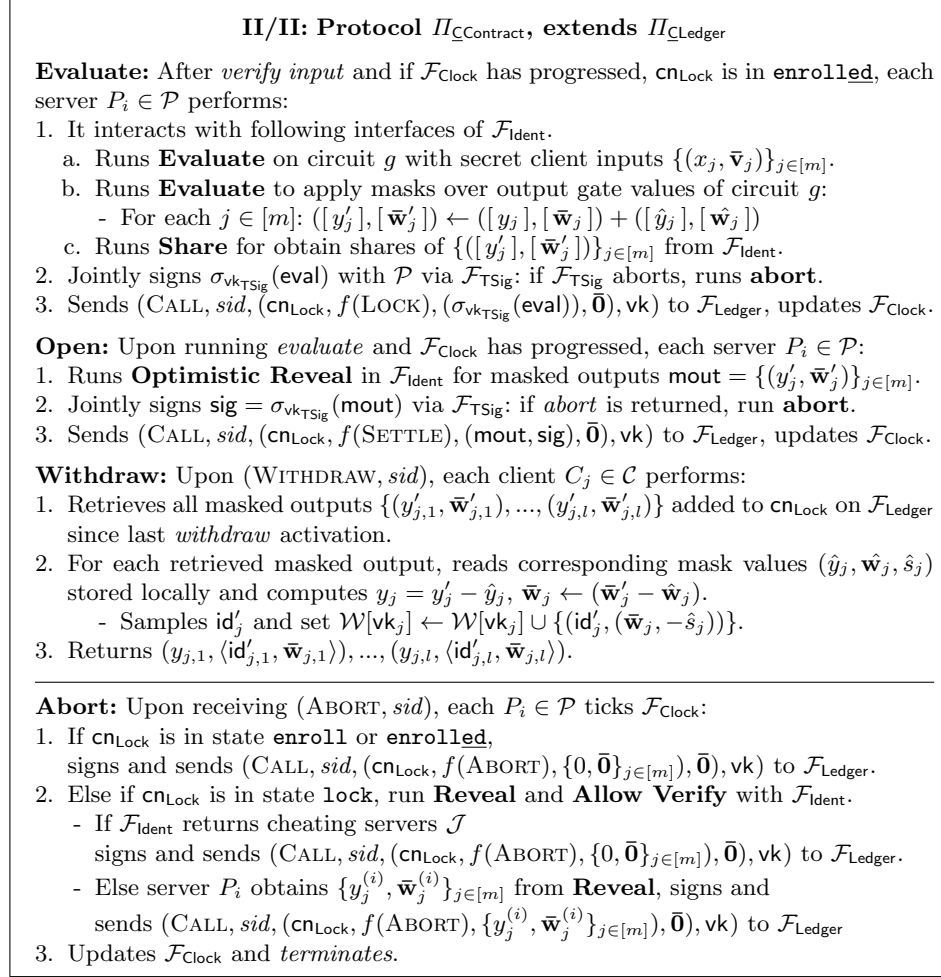 II/II: Protocol Π_CContract, extends Π_CLedger
Evaluate: After verify input and if F_Clock has progressed, cn_Lock is in enrolled, each
server P_i ∈ P performs:
1. It interacts with following interfaces of F_Ident.
a. Runs Evaluate on circuit g with secret client inputs {(x_j, v̄_j)}_{j∈[m]}.
b. Runs Evaluate to apply masks over output gate values of circuit g:
- For each j ∈ [m]: ([y′_j], [w̄′_j]) ← ([y_j], [w̄_j]) + ([ŷ_j], [ŵ_j])
c. Runs Share for obtain shares of {([y′_j], [w̄′_j])}_{j∈[m]} from F_Ident.
2. Jointly signs σ_{vk_TSig}(eval) with P via F_TSig: if F_TSig aborts, runs abort.
3. Sends (CALL, sid, (cn_Lock, f(LOCK), (σ_{vk_TSig}(eval)), 0̄), vk) to F_Ledger, updates F_Clock.
Open: Upon running evaluate and F_Clock has progressed, each server P_i ∈ P:
1. Runs Optimistic Reveal in F_Ident for masked outputs mout = {(y′_j, w̄′_j)}_{j∈[m]}.
2. Jointly signs sig = σ_{vk_TSig}(mout) via F_TSig: if abort is returned, run abort.
3. Sends (CALL, sid, (cn_Lock, f(SETTLE), (mout, sig), 0̄), vk) to F_Ledger, updates F_Clock.
Withdraw: Upon (WITHDRAW, sid), each client C_j ∈ C performs:
1. Retrieves all masked outputs {(y′_{j,1}, w̄′_{j,1}), ..., (y′_{j,l}, w̄′_{j,l})} added to cn_Lock on F_Ledger
since last withdraw activation.
2. For each retrieved masked output, reads corresponding mask values (ŷ_j, ŵ_j, ŝ_j)
stored locally and computes y_j = y′_j − ŷ_j, w̄_j ← (w̄′_j − ŵ_j).
- Samples id′_j and set W[vk_j] ← W[vk_j] ∪ {(id′_j, (w̄_j, −ŝ_j))}.
3. Returns (y_{j,1}, ⟨id′_{j,1}, w̄_{j,1}⟩), ..., (y_{j,l}, ⟨id′_{j,l}, w̄_{j,l}⟩).
Abort: Upon receiving (ABORT, sid), each P_i ∈ P ticks F_Clock:
1. If cn_Lock is in state enroll or enrolled,
signs and sends (CALL, sid, (cn_Lock, f(ABORT), {0, 0̄}_{j∈[m]}), 0̄), vk) to F_Ledger.
2. Else if cn_Lock is in state lock, run Reveal and Allow Verify with F_Ident.
- If F_Ident returns cheating servers J
signs and sends (CALL, sid, (cn_Lock, f(ABORT), {0, 0̄}_{j∈[m]}), 0̄), vk) to F_Ledger.
- Else server P_i obtains {y_j^{(i)}, w̄_j^{(i)}}_{j∈[m]} from Reveal, signs and
sends (CALL, sid, (cn_Lock, f(ABORT), {y_j^{(i)}, w̄_j^{(i)}}_{j∈[m]}), 0̄), vk) to F_Ledger
3. Updates F_Clock and terminates.